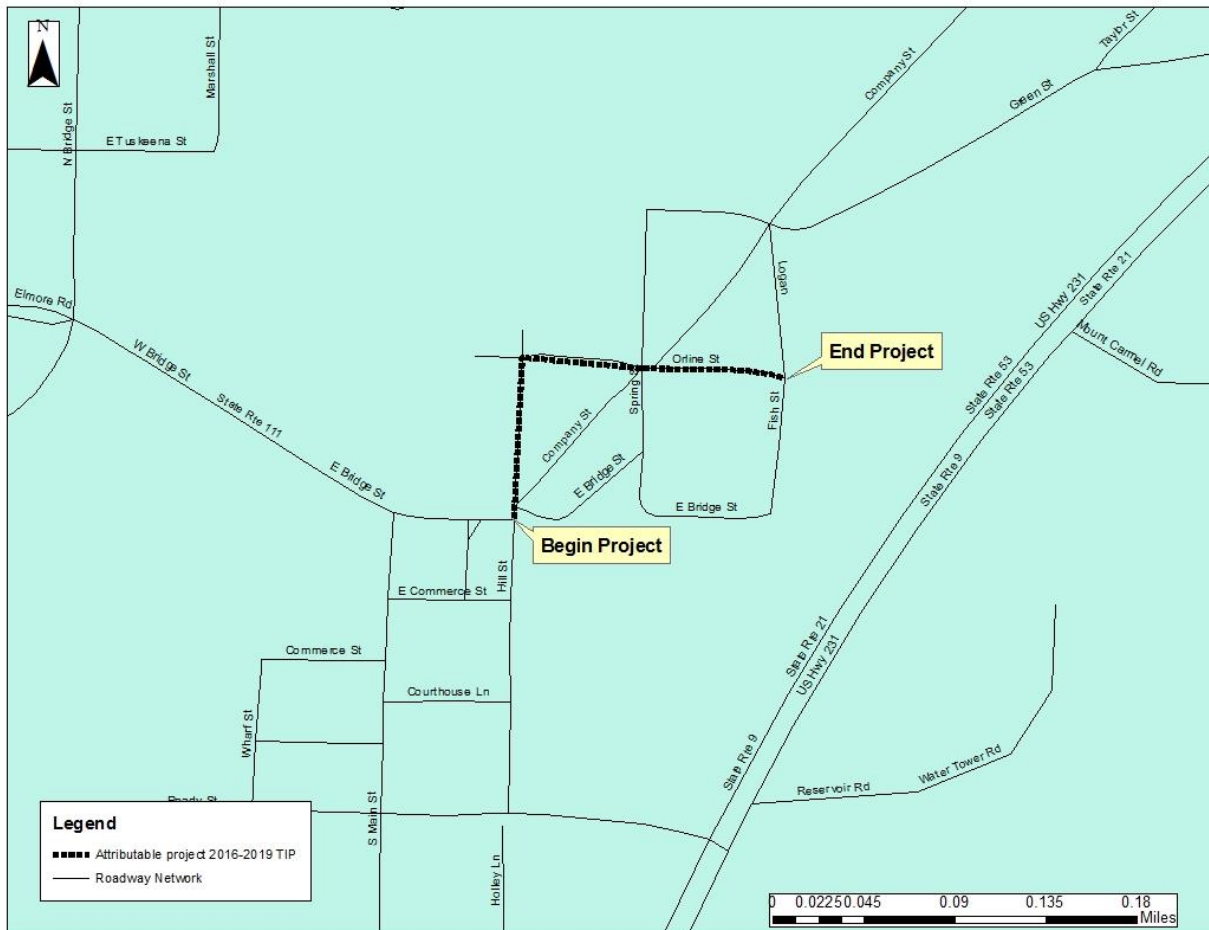 N
Marshall St
N Bridge St
E Tuskeena St
Company St
Taylor St
Green St
Elmore Rd
W Bridge St
State Rte 111
E Bridge St
Logan
US Hwy 231
State Rte 21
Mount Carmel Rd
State Rte 53
State Rte 53
Orline St
End Project
Spring S
Fish St
Company St
E Bridge St
E Bridge St
State Rte 9
Begin Project
Hill St
E Commerce St
Commerce St
Courthouse Ln
Wharf St
State Rte 21
US Hwy 231
State Rte 9
Reservoir Rd
Water Tower Rd
S Main St
Holley Ln
Legend
Attributable project 2016-2019 TIP
Roadway Network
0 0.0225 0.045 0.09 0.135 0.18
Miles